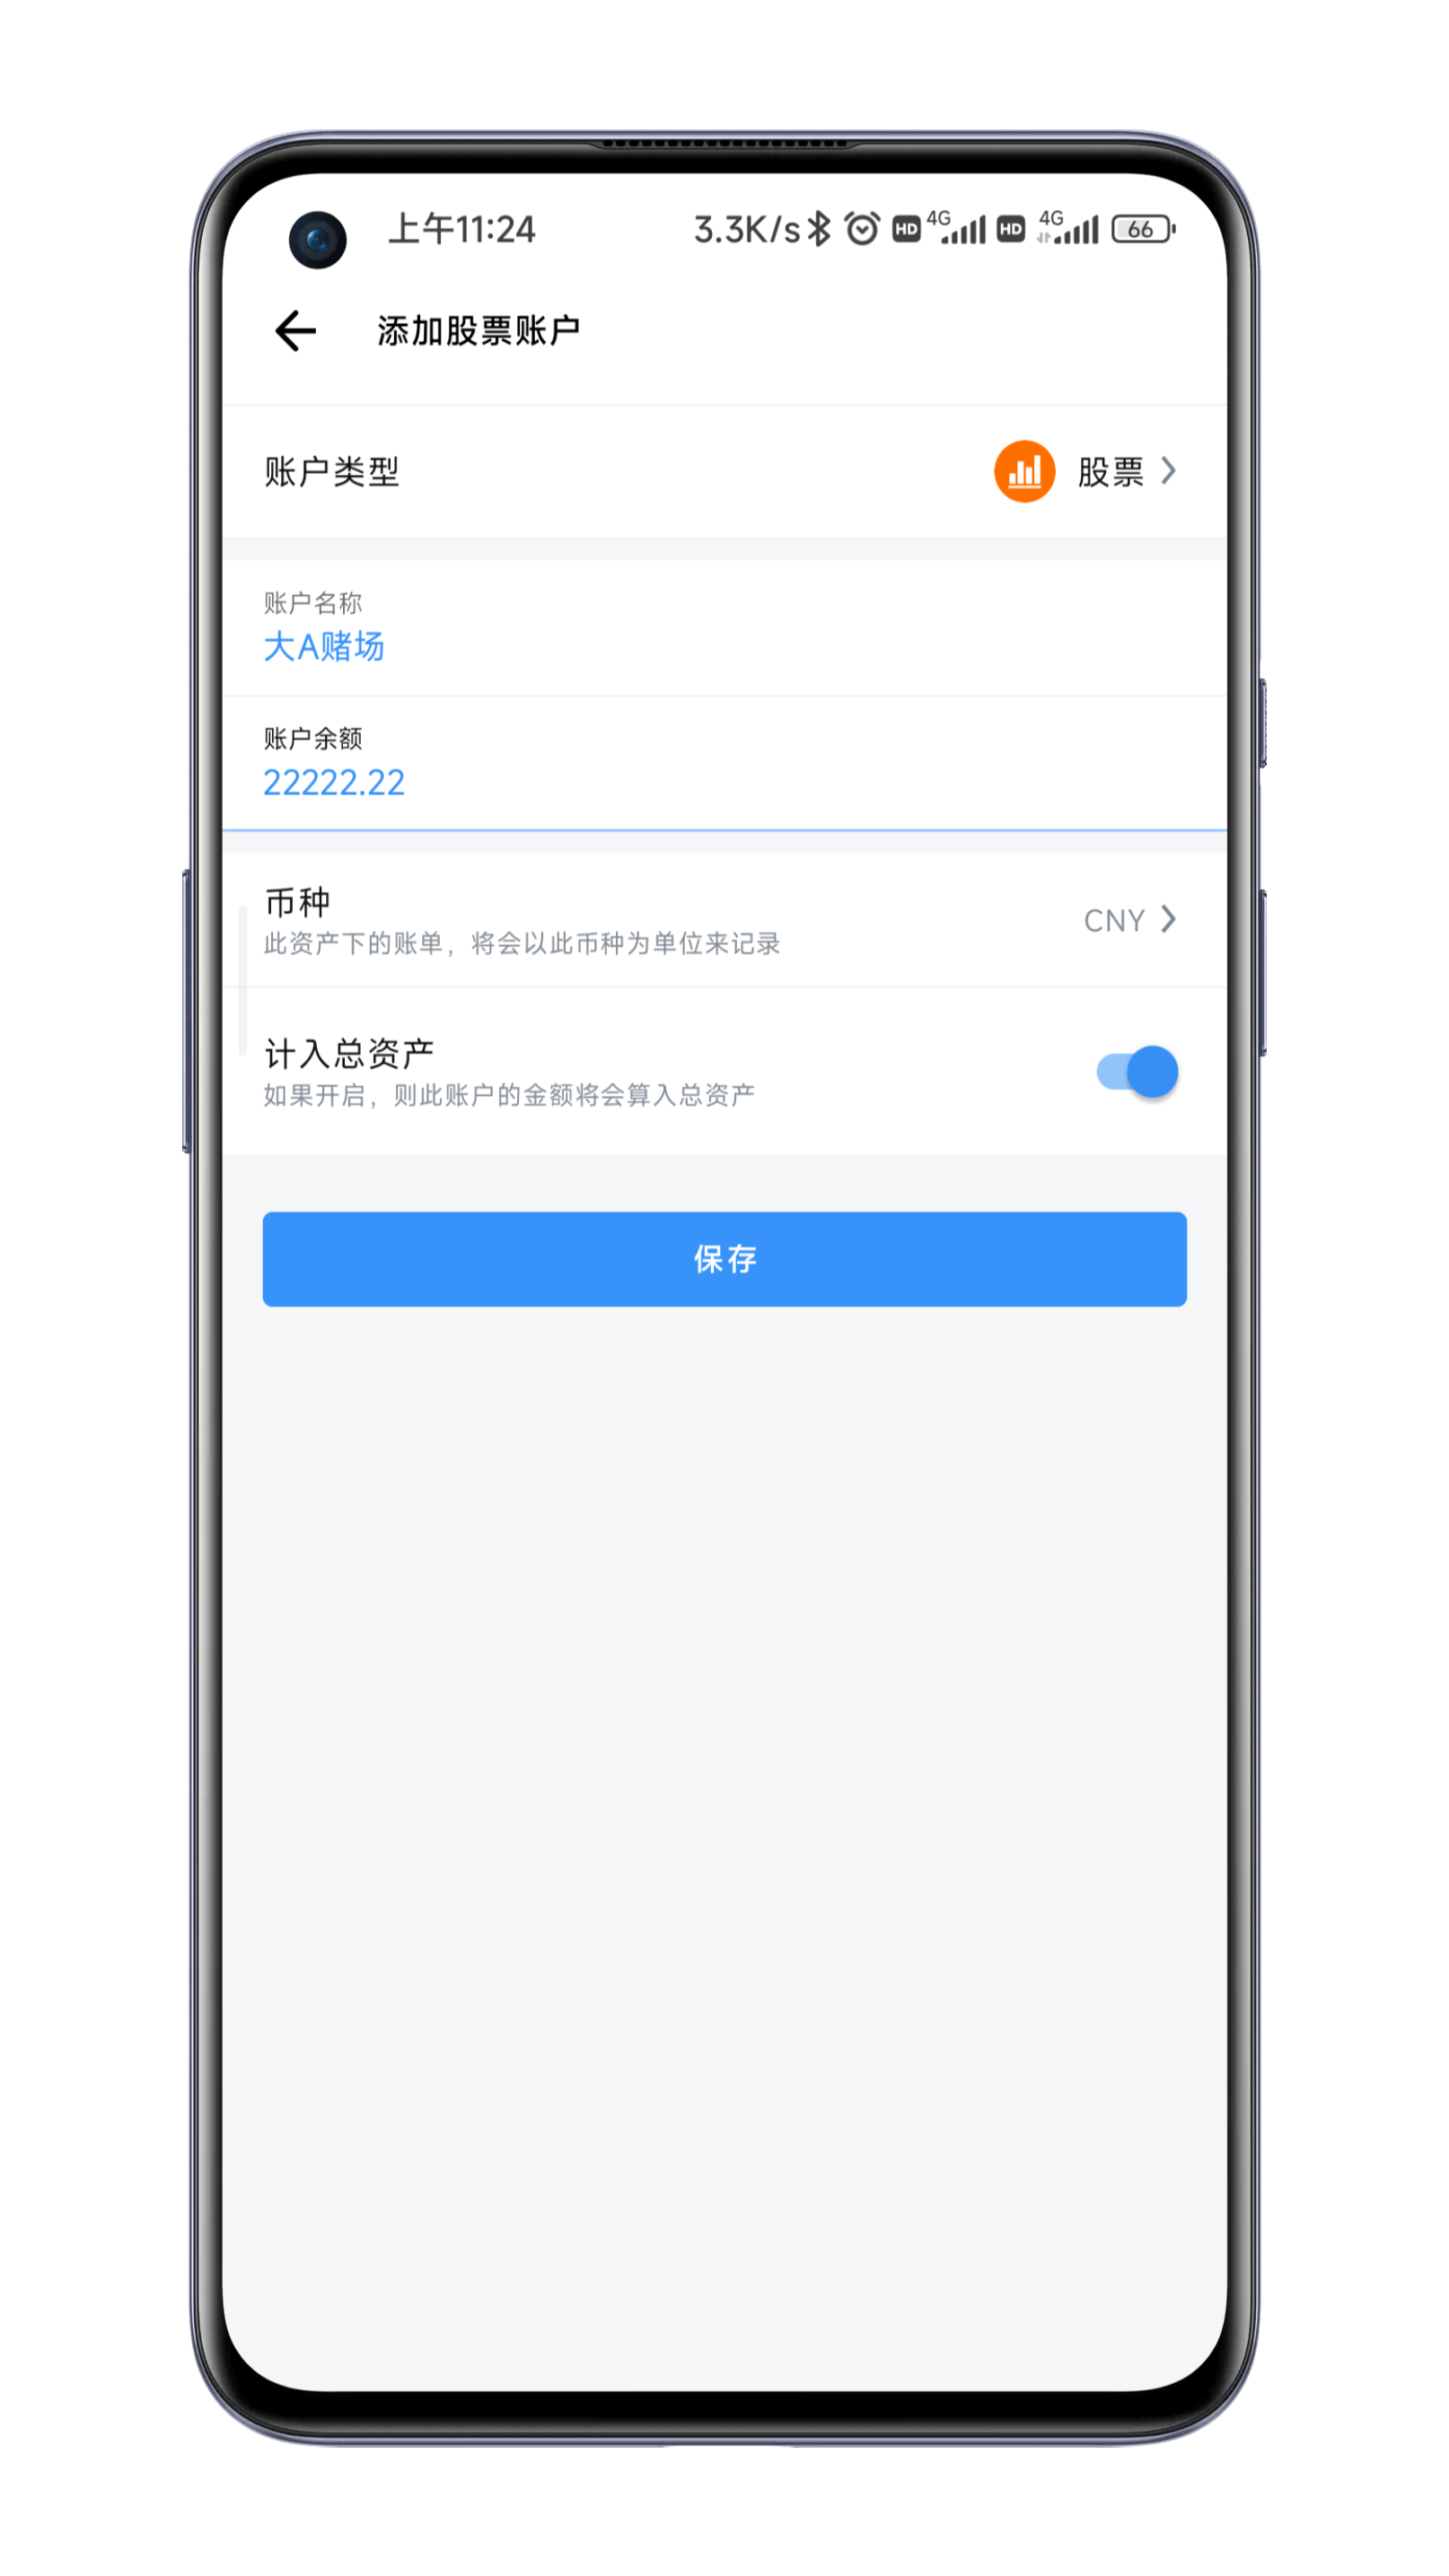 上午11:24 3.3K/s HD 4G HD 4G 66
添加股票账户
账户类型 股票
账户名称
大A赌场
账户余额
22222.22
币种
此资产下的账单，将会以此币种为单位来记录
CNY
计入总资产
如果开启，则此账户的金额将会算入总资产
保存